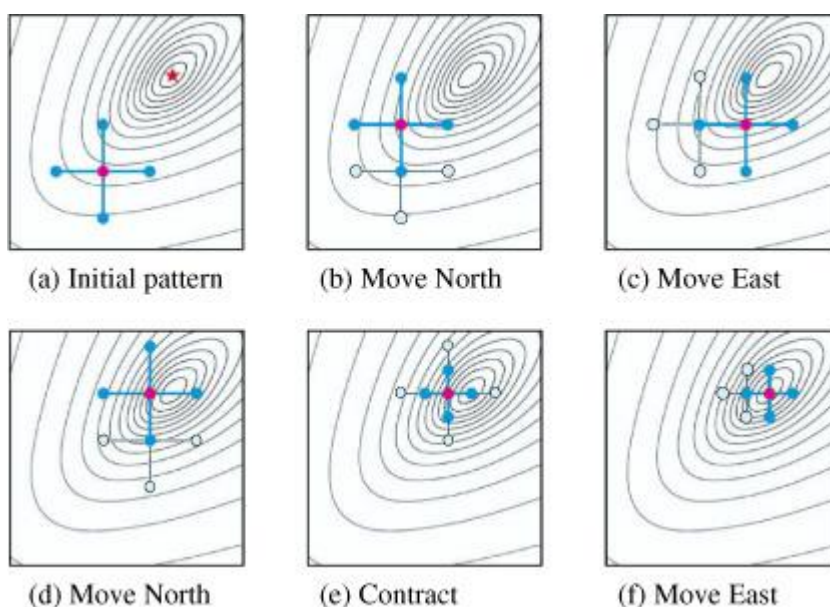 (a) Initial pattern
(b) Move North
(c) Move East
(d) Move North
(e) Contract
(f) Move East